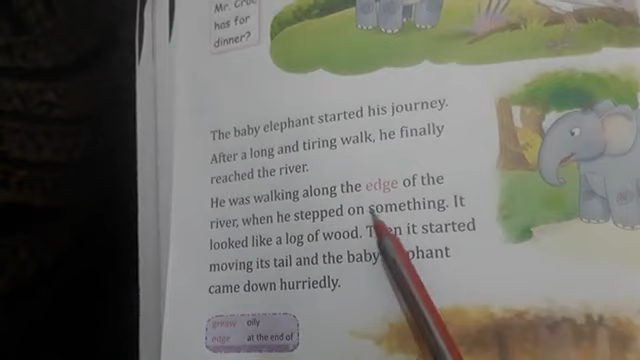 Mr. Croc
has for
dinner?
The baby elephant started his journey.
After a long and tiring walk, he finally
reached the river.
He was walking along the edge of the
river, when he stepped on something. It
looked like a log of wood. Then it started
moving its tail and the baby elephant
came down hurriedly.
greasy oily
edge at the end of